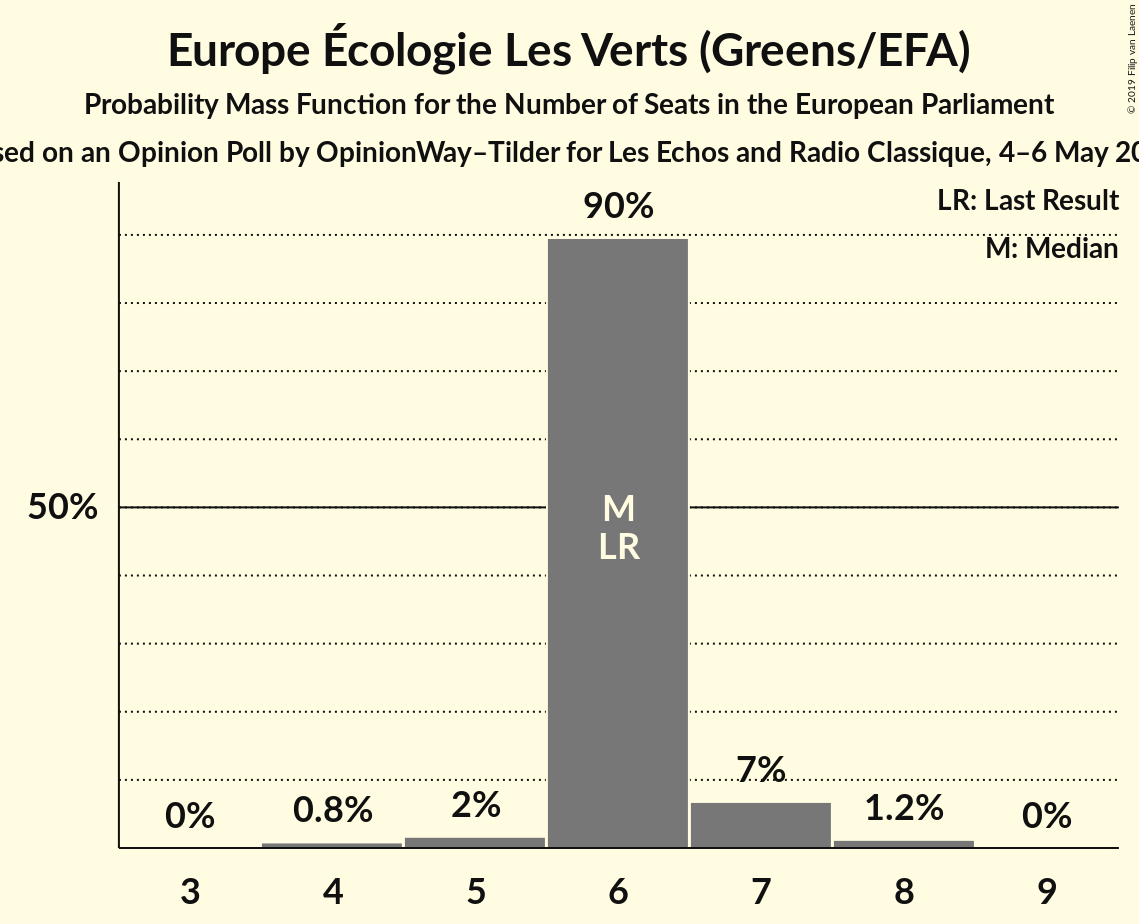 Europe Écologie Les Verts (Greens/EFA)
Probability Mass Function for the Number of Seats in the European Parliament
on an Opinion Poll by OpinionWay–Tilder for Les Echos and Radio Classique, 4–6 May
© 2019 Filip van Laenen
LR: Last Result
M: Median
90%
50%
M
LR
0%
0.8%
2%
7%
1.2%
0%
3 4 5 6 7 8 9